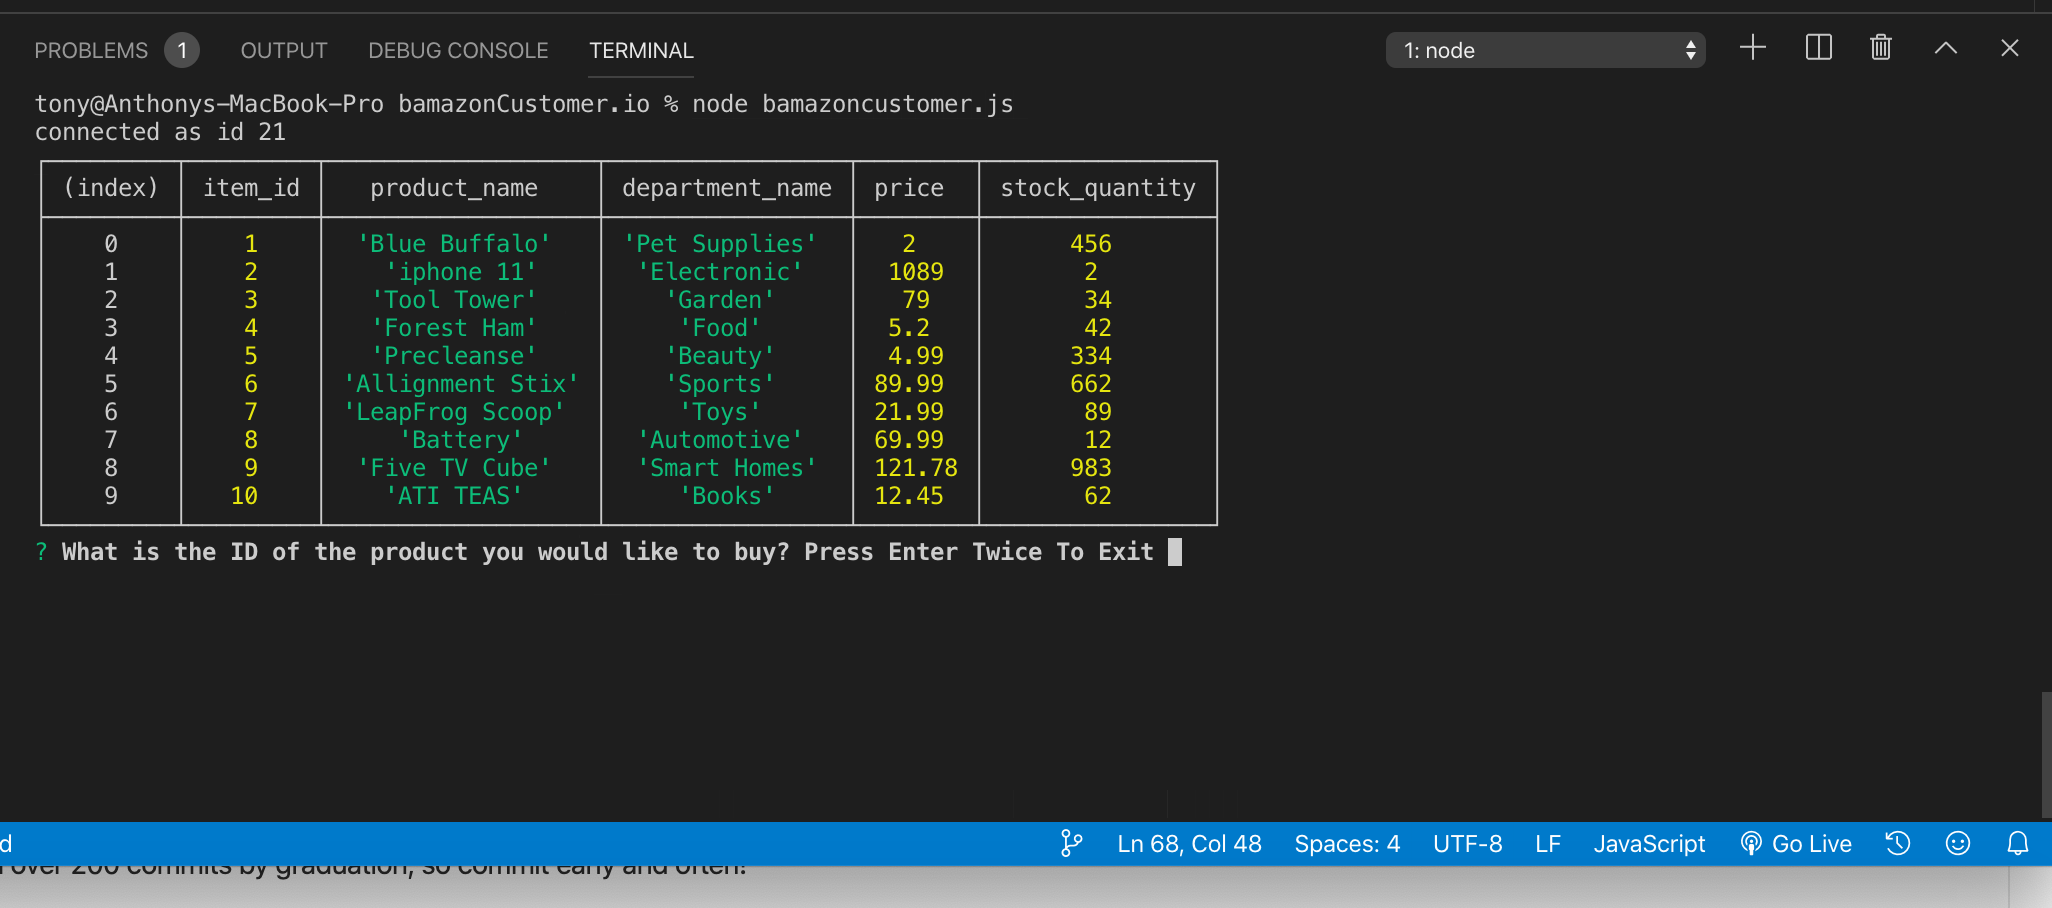 PROBLEMS 1 OUTPUT DEBUG CONSOLE TERMINAL 1: node
tony@Anthonys-MacBook-Pro bamazonCustomer.io % node bamazoncustomer.js
connected as id 21
(index) item_id product_name department_name price stock_quantity
0 1 'Blue Buffalo' 'Pet Supplies' 2 456
1 2 'iphone 11' 'Electronic' 1089 2
2 3 'Tool Tower' 'Garden' 79 34
3 4 'Forest Ham' 'Food' 5.2 42
4 5 'Precleanse' 'Beauty' 4.99 334
5 6 'Allignment Stix' 'Sports' 89.99 662
6 7 'LeapFrog Scoop' 'Toys' 21.99 89
7 8 'Battery' 'Automotive' 69.99 12
8 9 'Five TV Cube' 'Smart Homes' 121.78 983
9 10 'ATI TEAS' 'Books' 12.45 62
? What is the ID of the product you would like to buy? Press Enter Twice To Exit
d Ln 68, Col 48 Spaces: 4 UTF-8 LF JavaScript Go Live
over 200 commits by graduation, so commit early and often!